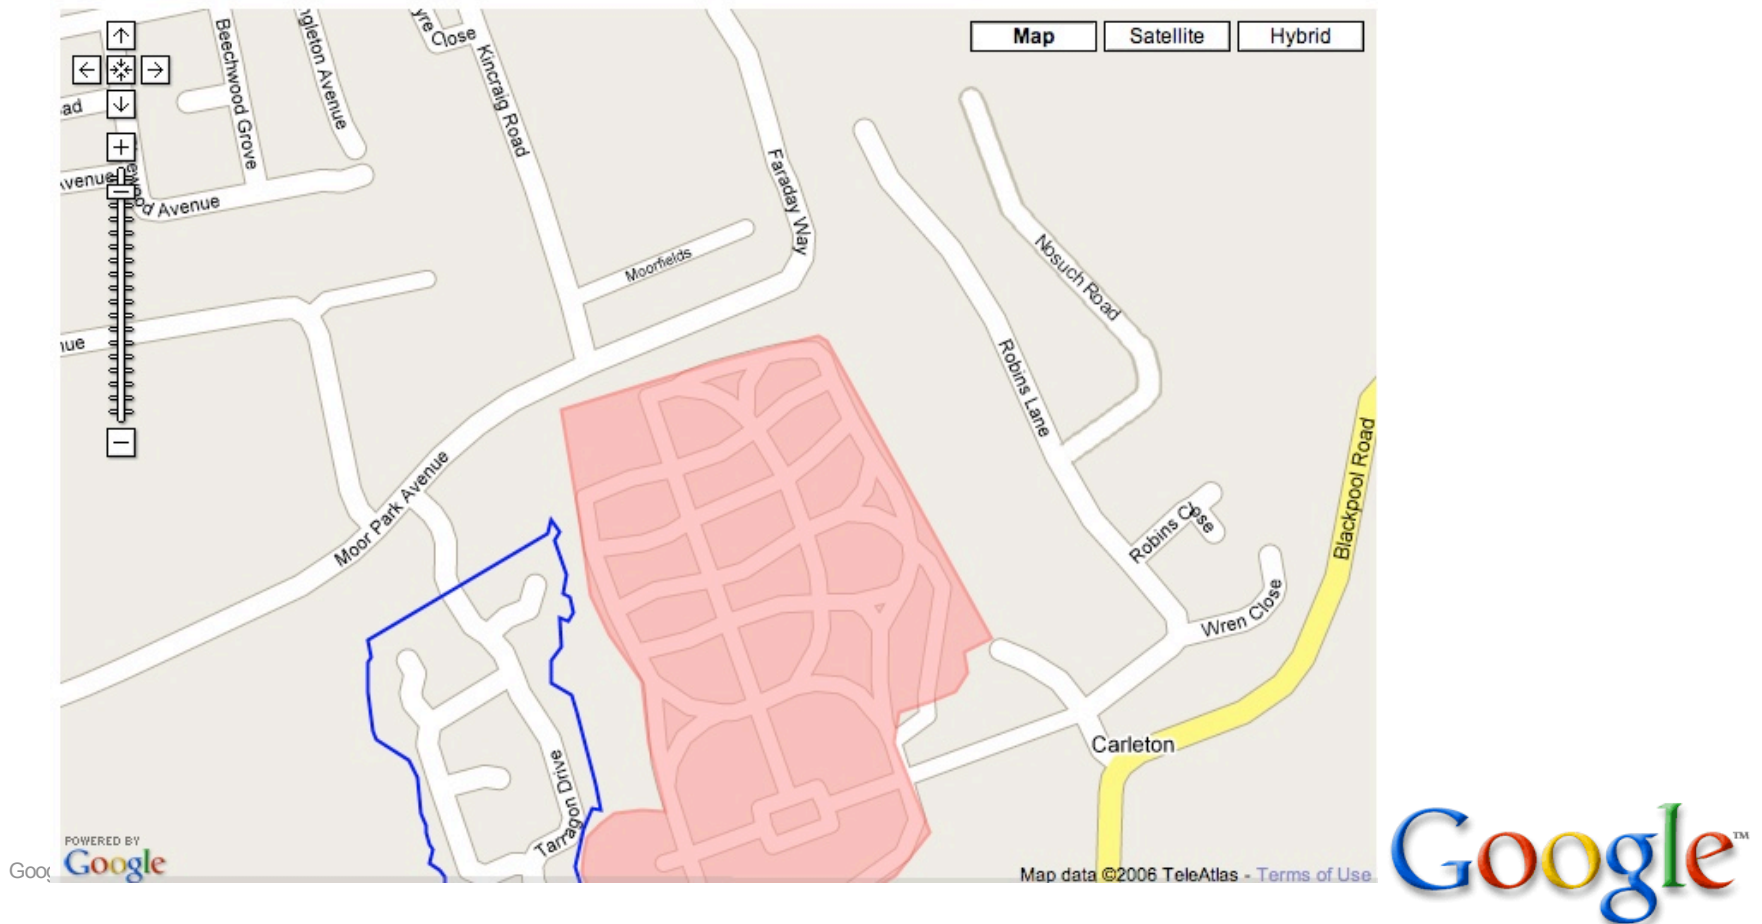 Map
Satellite
Hybrid
Close
Beechwood Grove
Kincraig Road
Faraday Way
Avenue
Moorfields
Nosuch Road
Robins Lane
Moor Park Avenue
Blackpool Road
Robins Close
Wren Close
Carleton
Tarragon Drive
POWERED BY
Google
Map data ©2006 TeleAtlas - Terms of Use
Google™